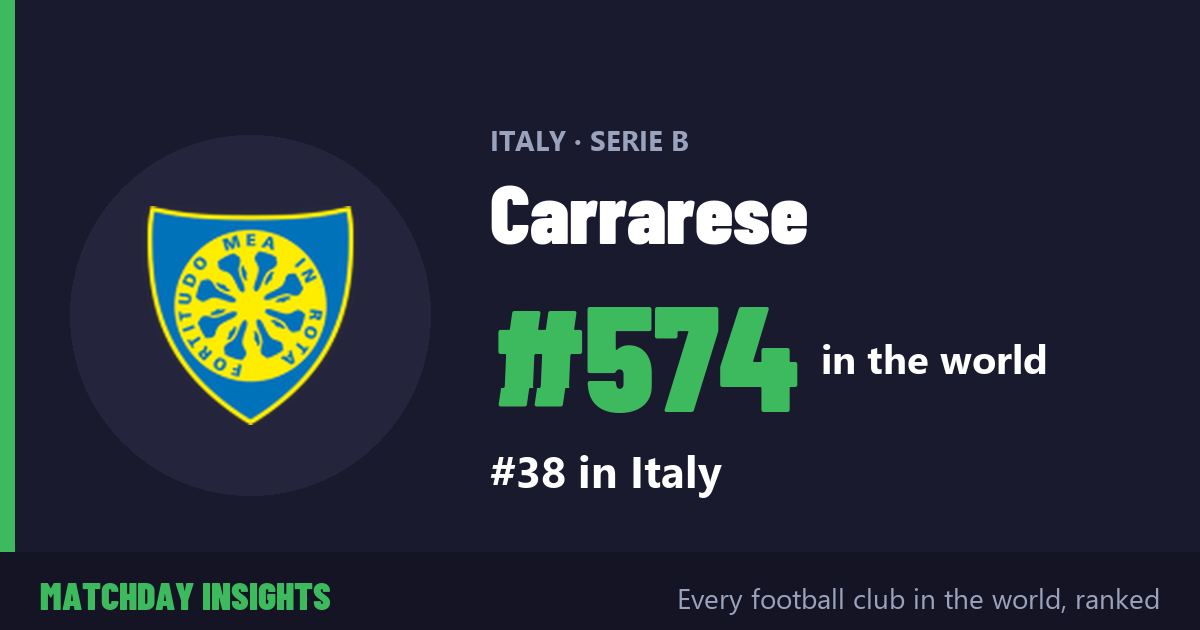 ITALY · SERIE B
Carrarese
#574 in the world
#38 in Italy
FORTITUDO MEA IN ROTA
MATCHDAY INSIGHTS
Every football club in the world, ranked